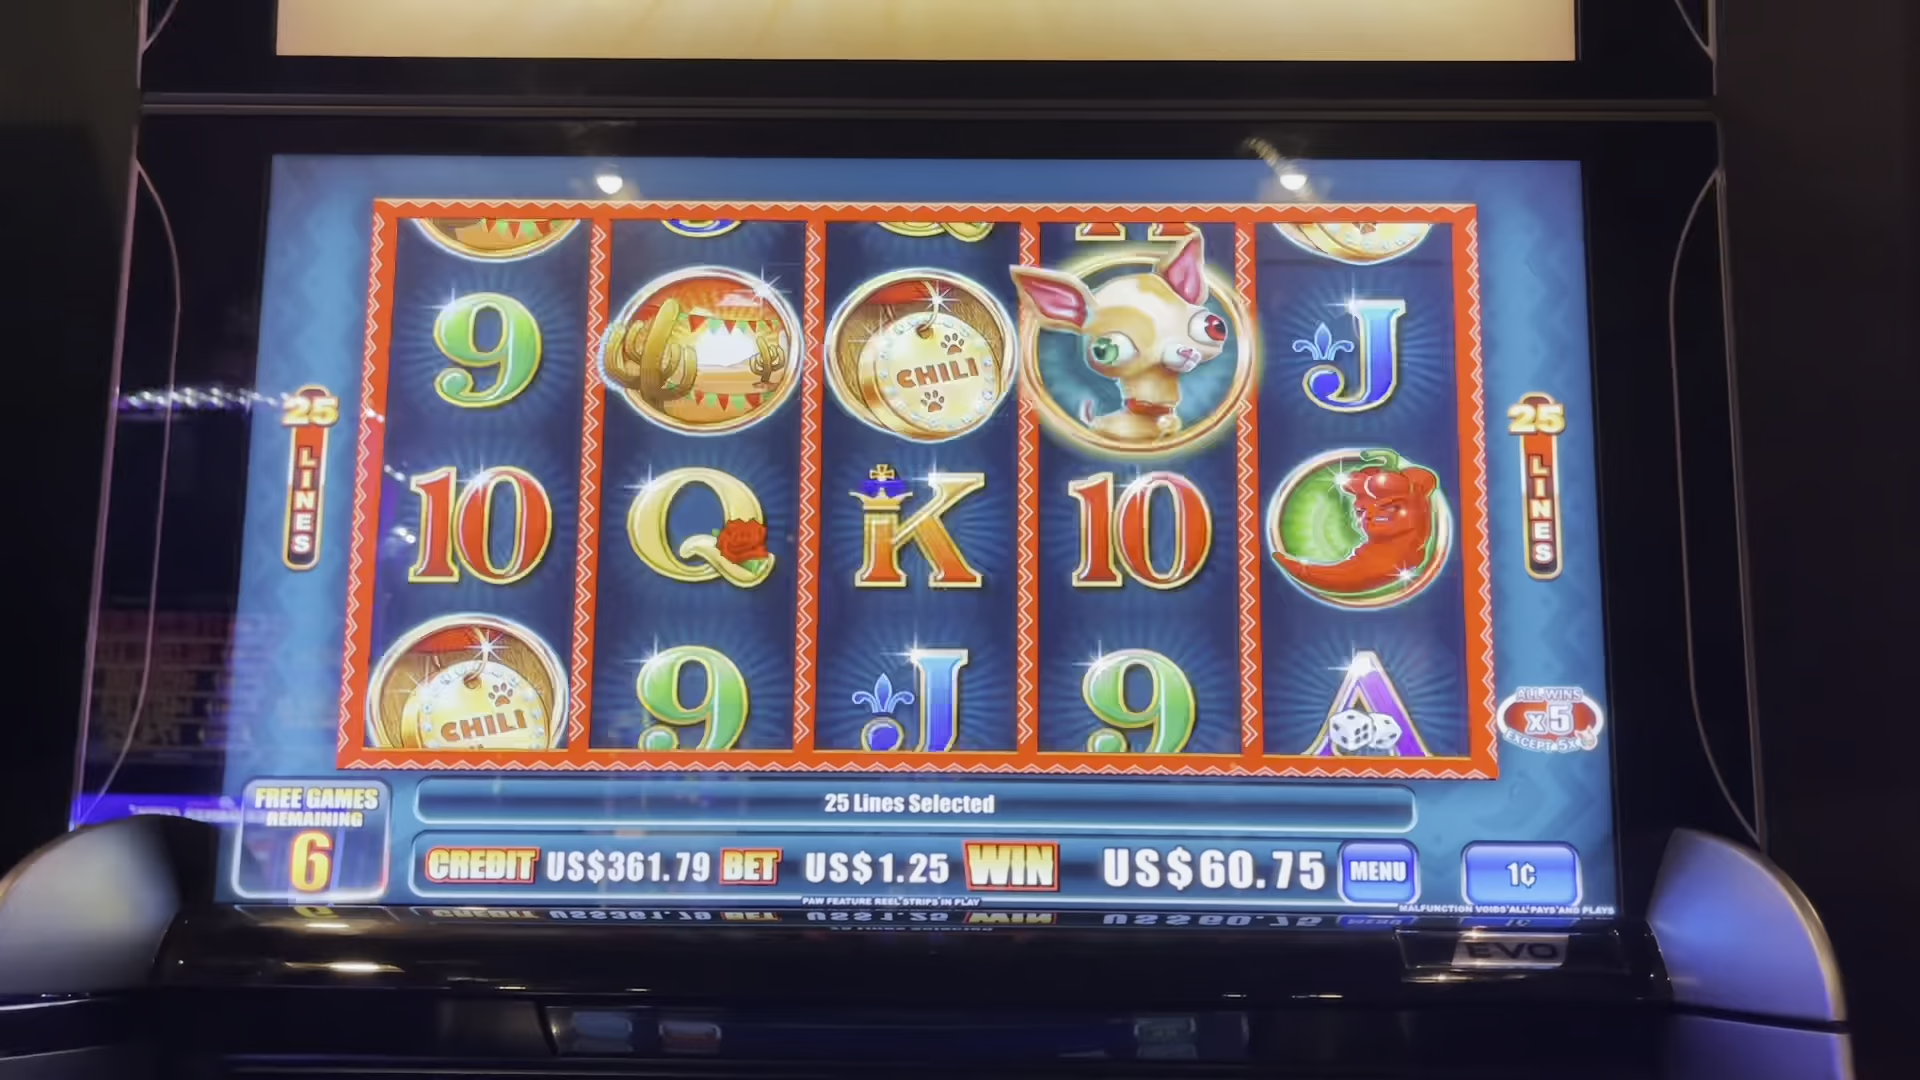 9
CHILI
J
25 LINES
10
Q
K
10
25 LINES
CHILI
9
J
9
A
ALL WINS
x5
EXCEPT 5x
FREE GAMES
REMAINING
6
25 Lines Selected
CREDIT US$361.79 BET US$1.25 WIN US$60.75 MENU 1¢
PAW FEATURE REEL STRIPS IN PLAY
MALFUNCTION VOIDS ALL PAYS AND PLAYS
EVO